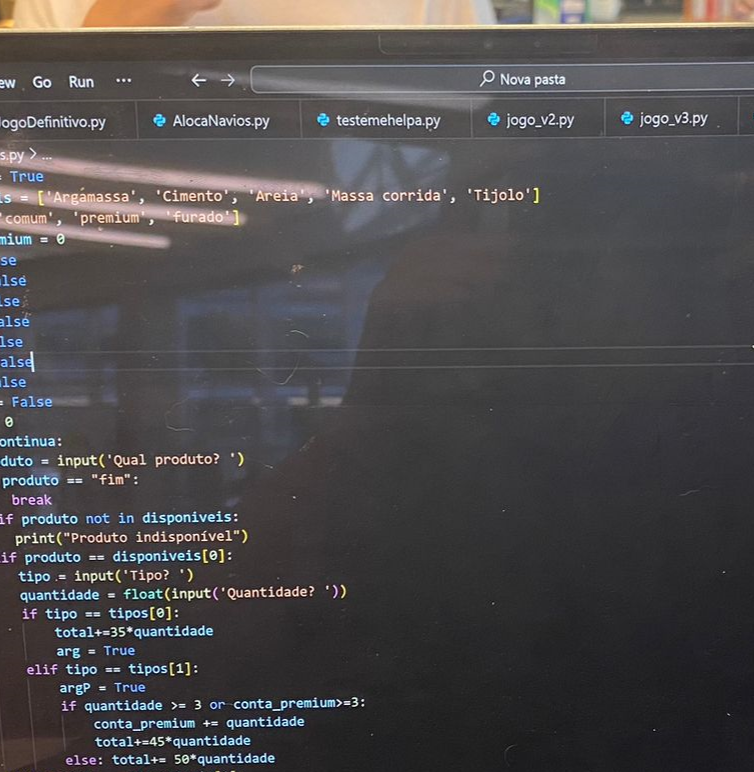 ew Go Run ... ← → Nova pasta
ogoDefinitivo.py AlocaNavios.py testemehelpa.py jogo_v2.py jogo_v3.py
s.py > ...
= True
is = ['Argamassa', 'Cimento', 'Areia', 'Massa corrida', 'Tijolo']
'comum', 'premium', 'furado']
mium = 0
se
lse
lse
alse
lse
alse
alse
= False
0
ontinua:
duto = input('Qual produto? ')
produto == "fim":
break
if produto not in disponiveis:
print("Produto indisponível")
if produto == disponiveis[0]:
tipo = input('Tipo? ')
quantidade = float(input('Quantidade? '))
if tipo == tipos[0]:
total+=35*quantidade
arg = True
elif tipo == tipos[1]:
argP = True
if quantidade >= 3 or conta_premium>=3:
conta_premium += quantidade
total+=45*quantidade
else: total+= 50*quantidade